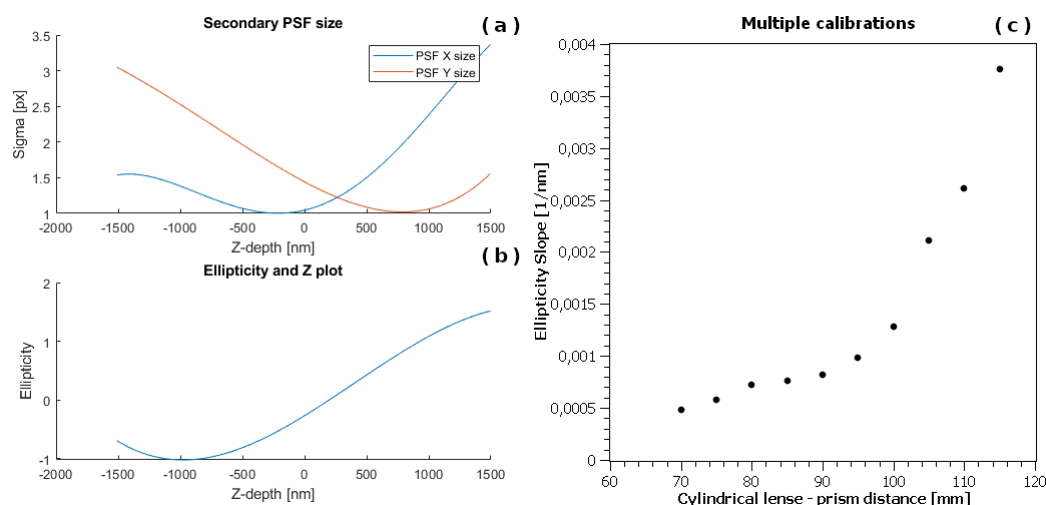 Secondary PSF size
(a)
3.5
3
2.5
2
1.5
1
Sigma [px]
PSF X size
PSF Y size
-2000 -1500 -1000 -500 0 500 1000 1500
Z-depth [nm]
(b)
Ellipticity and Z plot
2
1
0
-1
Ellipticity
-2000 -1500 -1000 -500 0 500 1000 1500
Z-depth [nm]
Multiple calibrations
(c)
0,004
0,0035
0,003
0,0025
0,002
0,0015
0,001
0,0005
0
Ellipticity Slope [1/nm]
60 70 80 90 100 110 120
Cylindrical lense - prism distance [mm]